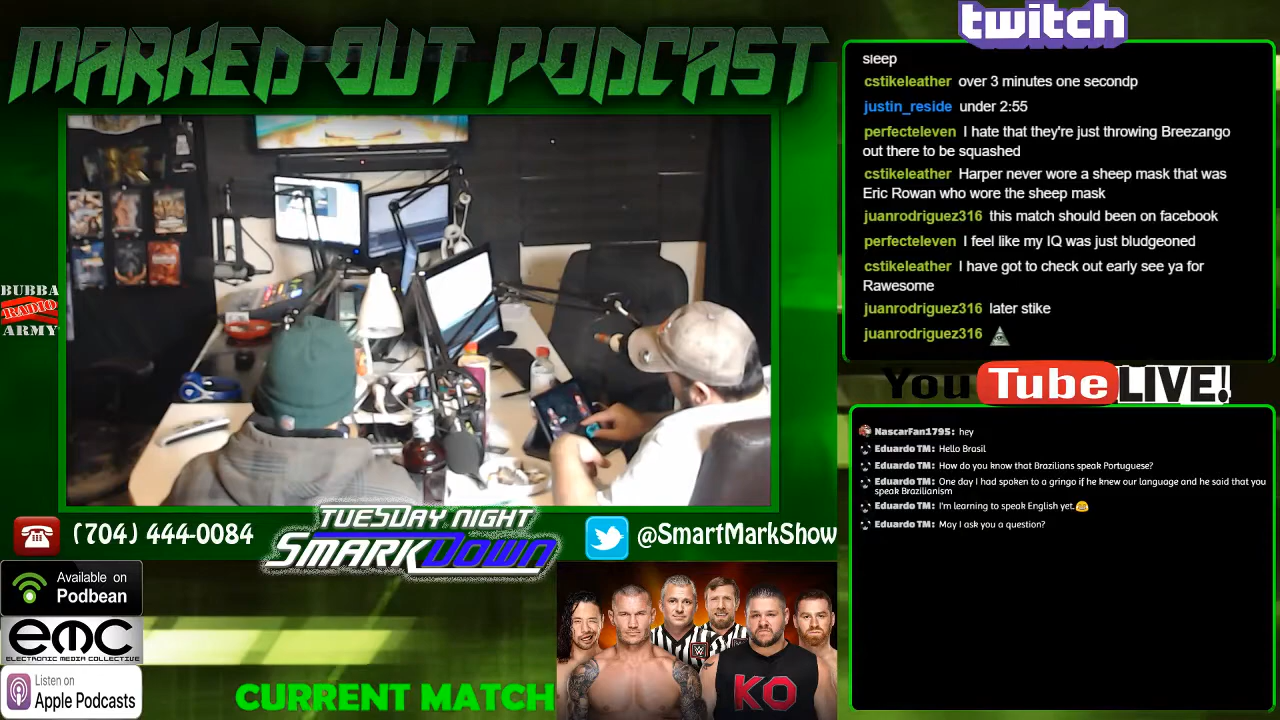 MARKED OUT PODCAST
twitch
sleep
cstikeleather over 3 minutes one secondp
justin_reside under 2:55
perfecteleven I hate that they're just throwing Breezango
out there to be squashed
cstikeleather Harper never wore a sheep mask that was
Eric Rowan who wore the sheep mask
juanrodriguez316 this match should been on facebook
perfecteleven I feel like my IQ was just bludgeoned
cstikeleather I have got to check out early see ya for
Rawesome
juanrodriguez316 later stike
juanrodriguez316
BUBBA
RADIO
ARMY
You Tube LIVE!
NascarFan1795: hey
Eduardo TM: Hello Brasil
Eduardo TM: How do you know that Brazilians speak Portuguese?
Eduardo TM: One day I had spoken to a gringo if he knew our language and he said that you
speak Brazilianism
Eduardo TM: I'm learning to speak English yet.😄
Eduardo TM: May I ask you a question?
(704) 444-0084
TUESDAY NIGHT
SMARKDOWN
@SmartMarkShow
Available on
Podbean
emc
ELECTRONIC MEDIA COLLECTIVE
Listen on
Apple Podcasts
CURRENT MATCH
KO